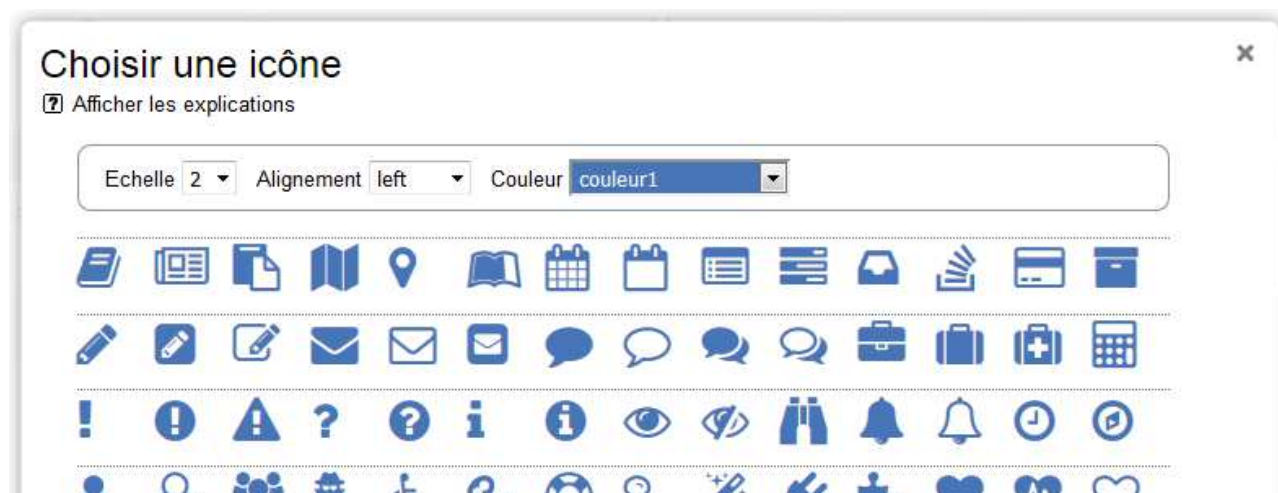 Choisir une icône
? Afficher les explications
Echelle 2 Alignement left Couleur couleur1